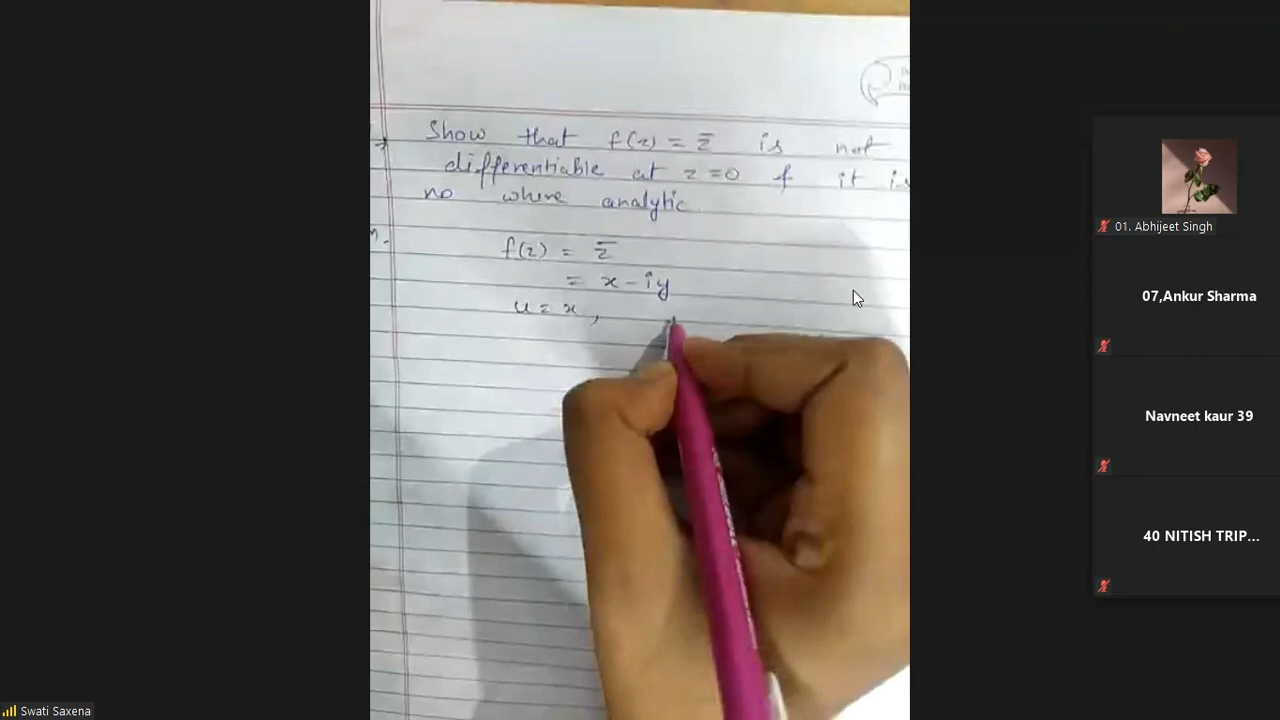 Show that f(z) = z̅ is not
differentiable at z = 0 & it is
no where analytic
f(z) = z̅
= x - iy
u = x,
01. Abhijeet Singh
07,Ankur Sharma
Navneet kaur 39
40 NITISH TRIP...
Swati Saxena